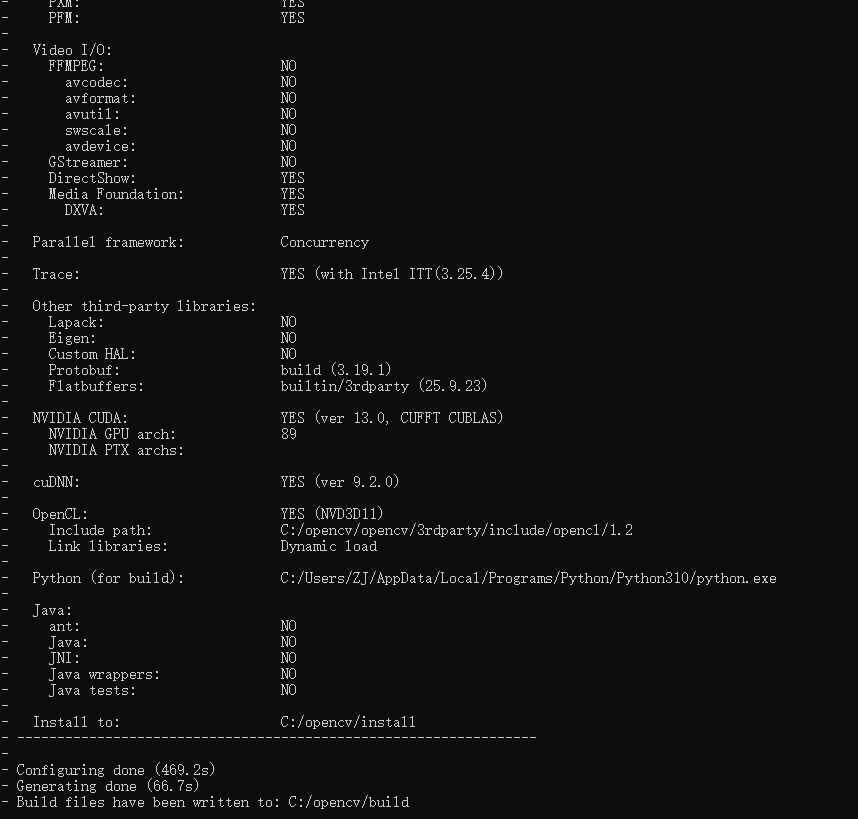 -     PXM:                         YES
-     PFM:                         YES
-
-   Video I/O:
-     FFMPEG:                      NO
-       avcodec:                   NO
-       avformat:                  NO
-       avutil:                    NO
-       swscale:                   NO
-       avdevice:                  NO
-     GStreamer:                   NO
-     DirectShow:                  YES
-     Media Foundation:            YES
-       DXVA:                      YES
-
-   Parallel framework:            Concurrency
-
-   Trace:                         YES (with Intel ITT(3.25.4))
-
-   Other third-party libraries:
-     Lapack:                      NO
-     Eigen:                       NO
-     Custom HAL:                  NO
-     Protobuf:                    build (3.19.1)
-     Flatbuffers:                 builtin/3rdparty (25.9.23)
-
-   NVIDIA CUDA:                   YES (ver 13.0, CUFFT CUBLAS)
-     NVIDIA GPU arch:             89
-     NVIDIA PTX archs:
-
-   cuDNN:                         YES (ver 9.2.0)
-
-   OpenCL:                        YES (NVD3D11)
-     Include path:                C:/opencv/opencv/3rdparty/include/opencl/1.2
-     Link libraries:              Dynamic load
-
-   Python (for build):            C:/Users/ZJ/AppData/Local/Programs/Python/Python310/python.exe
-
-   Java:
-     ant:                         NO
-     Java:                        NO
-     JNI:                         NO
-     Java wrappers:               NO
-     Java tests:                  NO
-
-   Install to:                    C:/opencv/install
- -----------------------------------------------------------------
-
- Configuring done (469.2s)
- Generating done (66.7s)
- Build files have been written to: C:/opencv/build